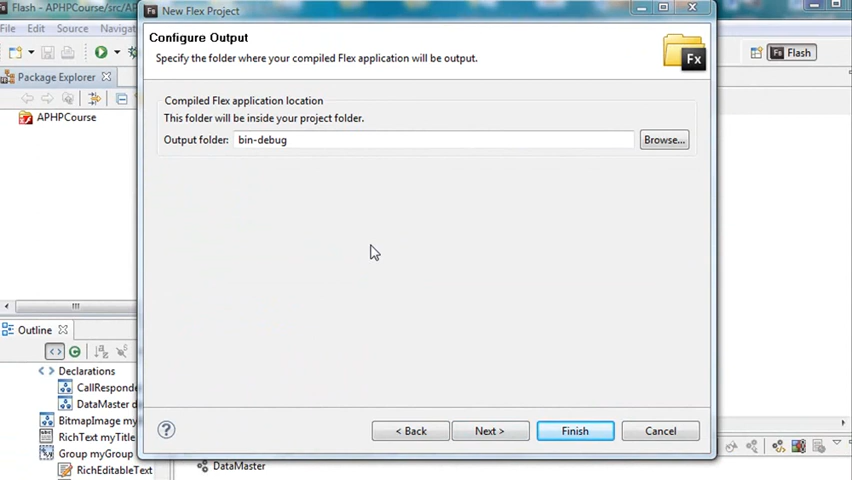 Flash - APHPCourse/src/AP
New Flex Project
File Edit Source Navigat
Configure Output
Specify the folder where your compiled Flex application will be output.
Fx
Flash
Package Explorer
APHPCourse
Compiled Flex application location
This folder will be inside your project folder.
Output folder: bin-debug Browse...
Outline
Declarations
CallResponde
DataMaster d
BitmapImage my
RichText myTitle
Group myGroup
RichEditableText
< Back Next > Finish Cancel
DataMaster